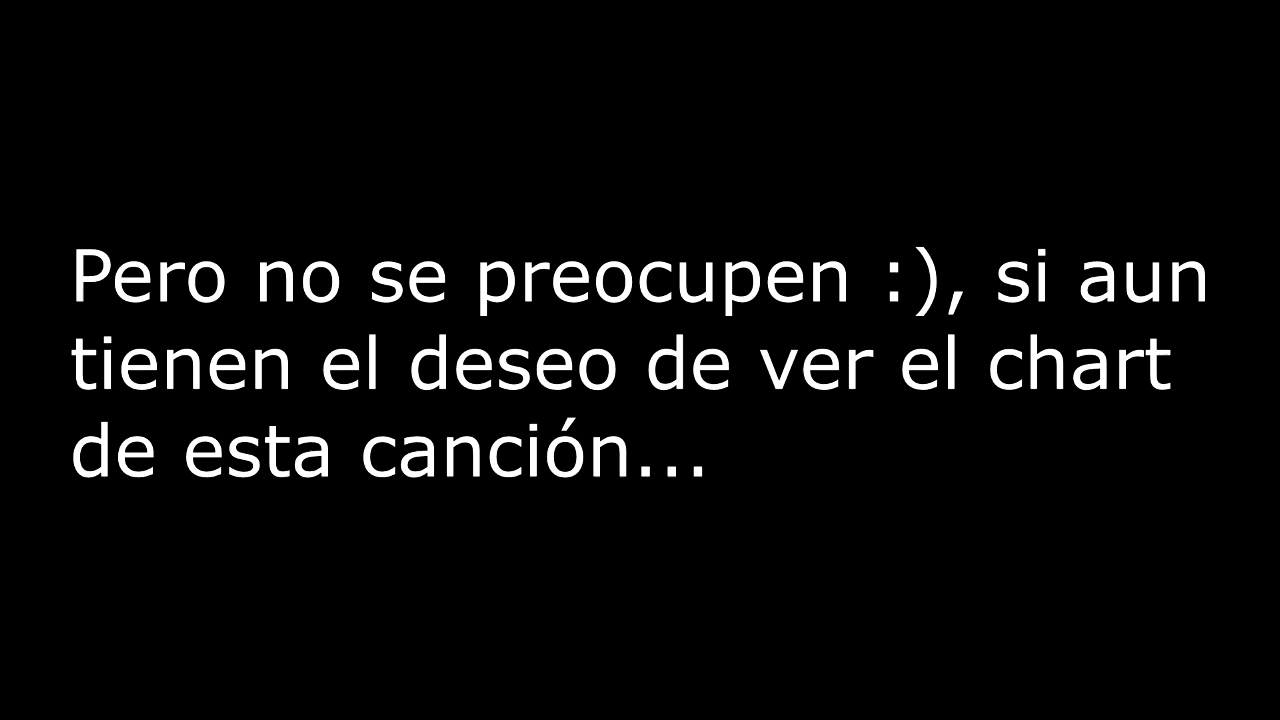 Pero no se preocupen :), si aun
tienen el deseo de ver el chart
de esta canción...